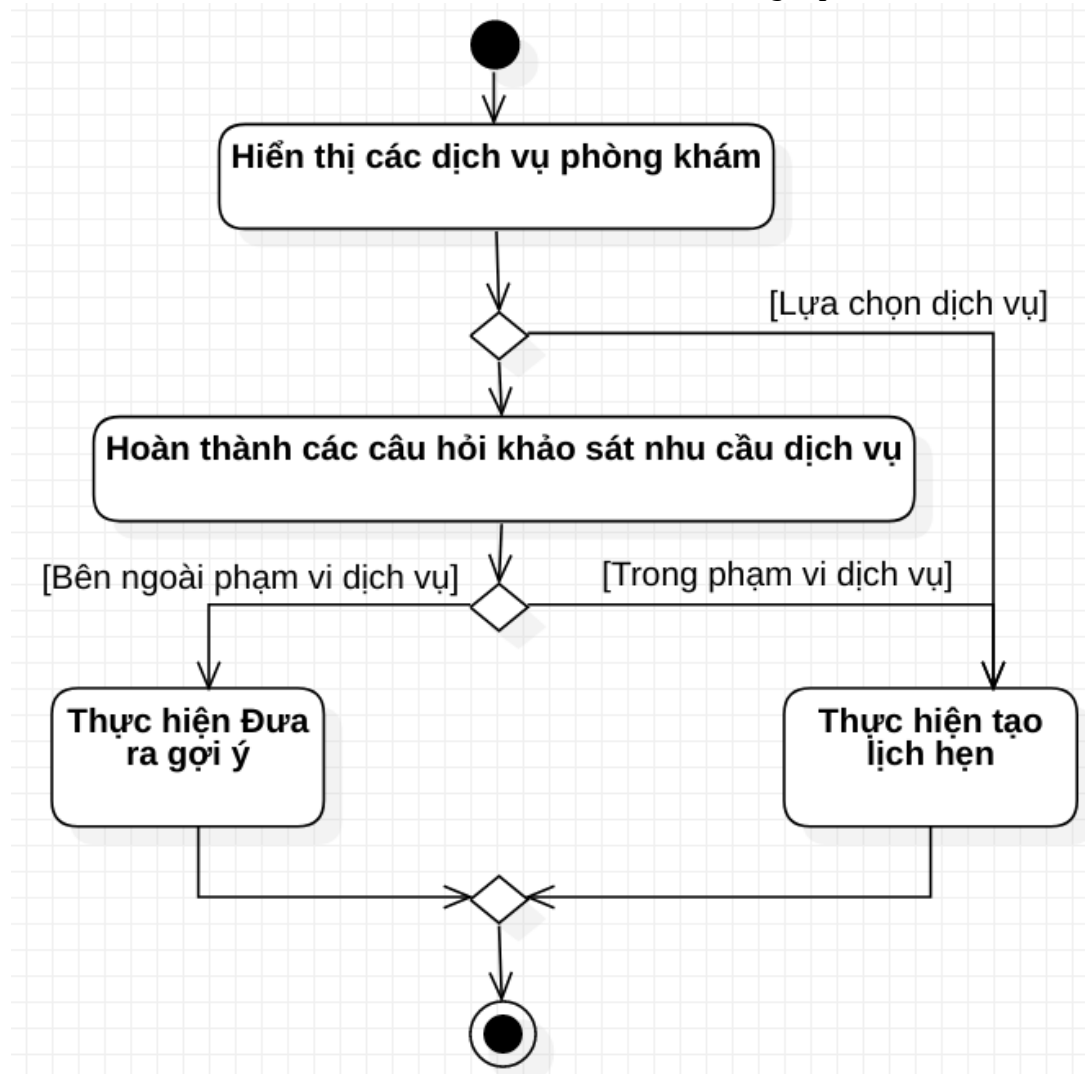 Hiển thị các dịch vụ phòng khám
[Lựa chọn dịch vụ]
Hoàn thành các câu hỏi khảo sát nhu cầu dịch vụ
[Bên ngoài phạm vi dịch vụ]
[Trong phạm vi dịch vụ]
Thực hiện Đưa
ra gợi ý
Thực hiện tạo
lịch hẹn